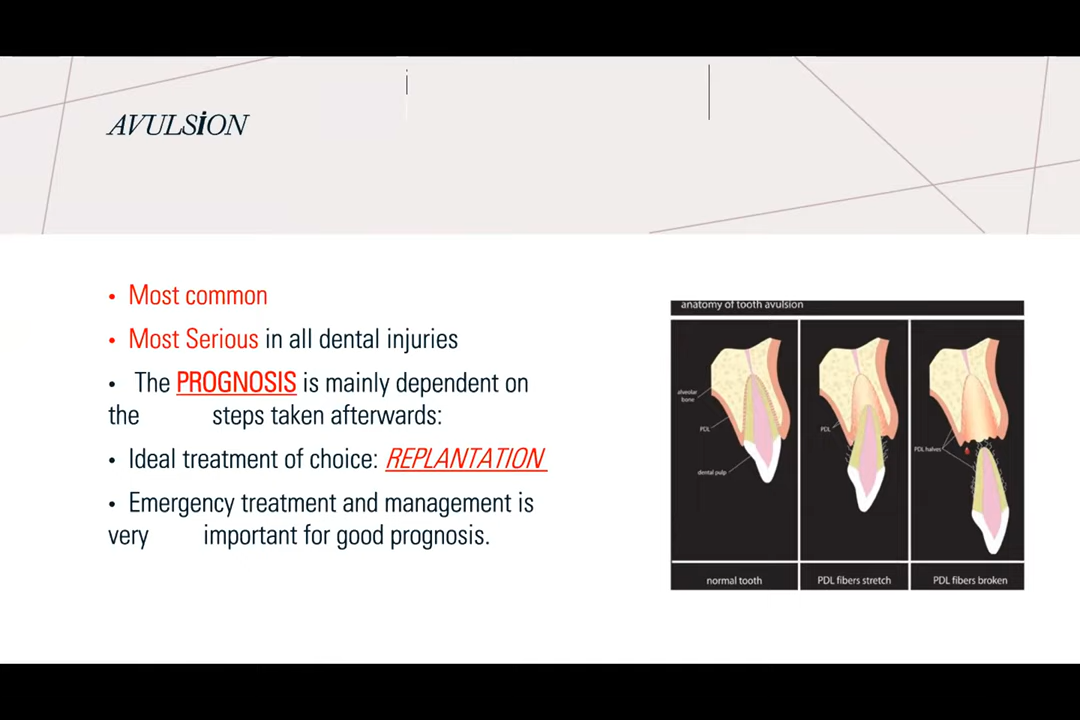 AVULSiON
• Most common
• Most Serious in all dental injuries
• The PROGNOSIS is mainly dependent on
the steps taken afterwards:
• Ideal treatment of choice: REPLANTATION
• Emergency treatment and management is
very important for good prognosis.
anatomy of tooth avulsion
alveolar
bone
PDL
dental pulp
PDL
PDL halves
normal tooth
PDL fibers stretch
PDL fibers broken